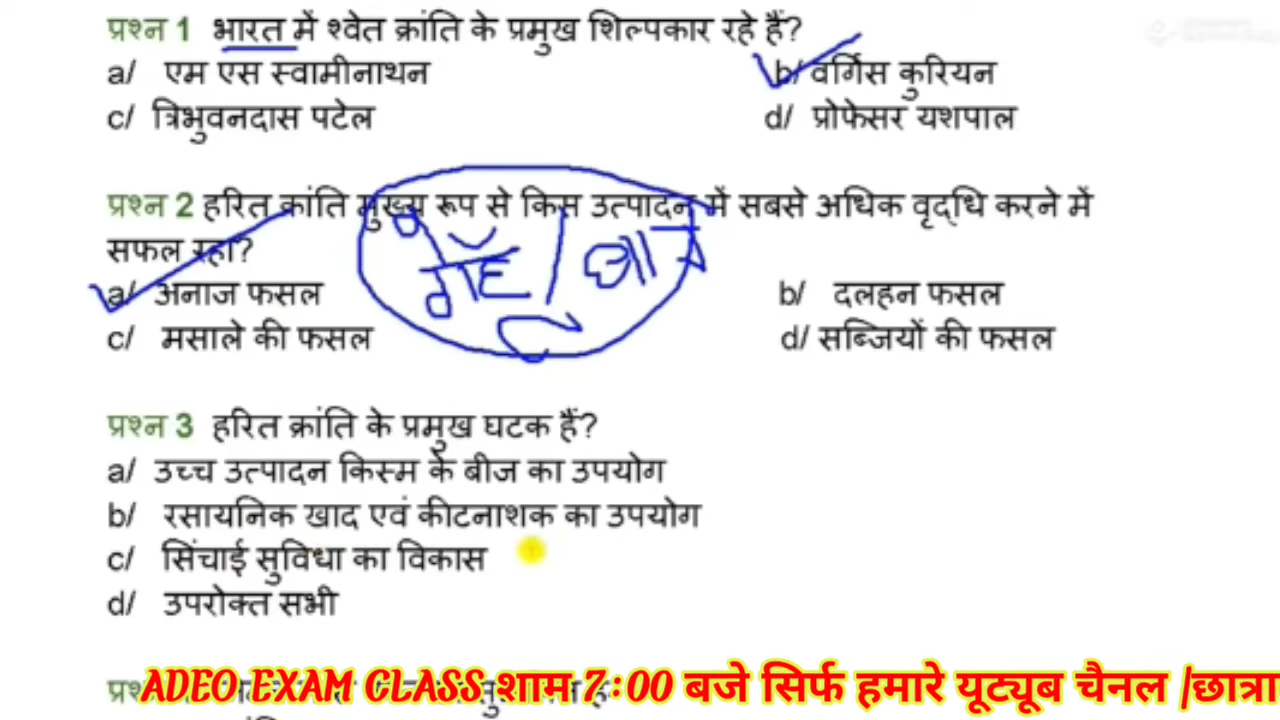 प्रश्न 1 भारत में श्वेत क्रांति के प्रमुख शिल्पकार रहे हैं?
a/ एम एस स्वामीनाथन b/ वर्गिस कुरियन
c/ त्रिभुवनदास पटेल d/ प्रोफेसर यशपाल
प्रश्न 2 हरित क्रांति मुख्य रूप से किस उत्पादन में सबसे अधिक वृद्धि करने में
सफल रहा?
a/ अनाज फसल b/ दलहन फसल
c/ मसाले की फसल d/ सब्जियों की फसल
प्रश्न 3 हरित क्रांति के प्रमुख घटक हैं?
a/ उच्च उत्पादन किस्म के बीज का उपयोग
b/ रसायनिक खाद एवं कीटनाशक का उपयोग
c/ सिंचाई सुविधा का विकास
d/ उपरोक्त सभी
ADEO EXAM CLASS शाम 7:00 बजे सिर्फ हमारे यूट्यूब चैनल /छात्रा